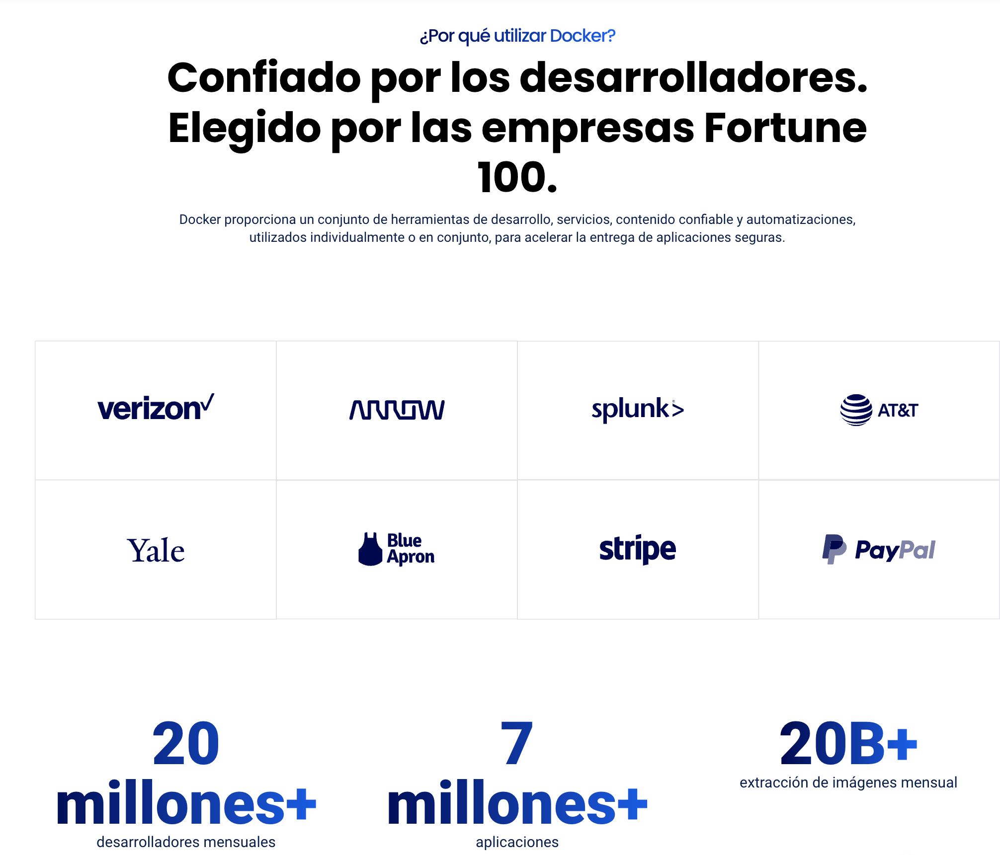 ¿Por qué utilizar Docker?
Confiado por los desarrolladores.
Elegido por las empresas Fortune
100.
Docker proporciona un conjunto de herramientas de desarrollo, servicios, contenido confiable y automatizaciones,
utilizados individualmente o en conjunto, para acelerar la entrega de aplicaciones seguras.
verizon
ARROW
splunk>
AT&T
Yale
Blue
Apron
stripe
PayPal
20
millones+
desarrolladores mensuales
7
millones+
aplicaciones
20B+
extracción de imágenes mensual